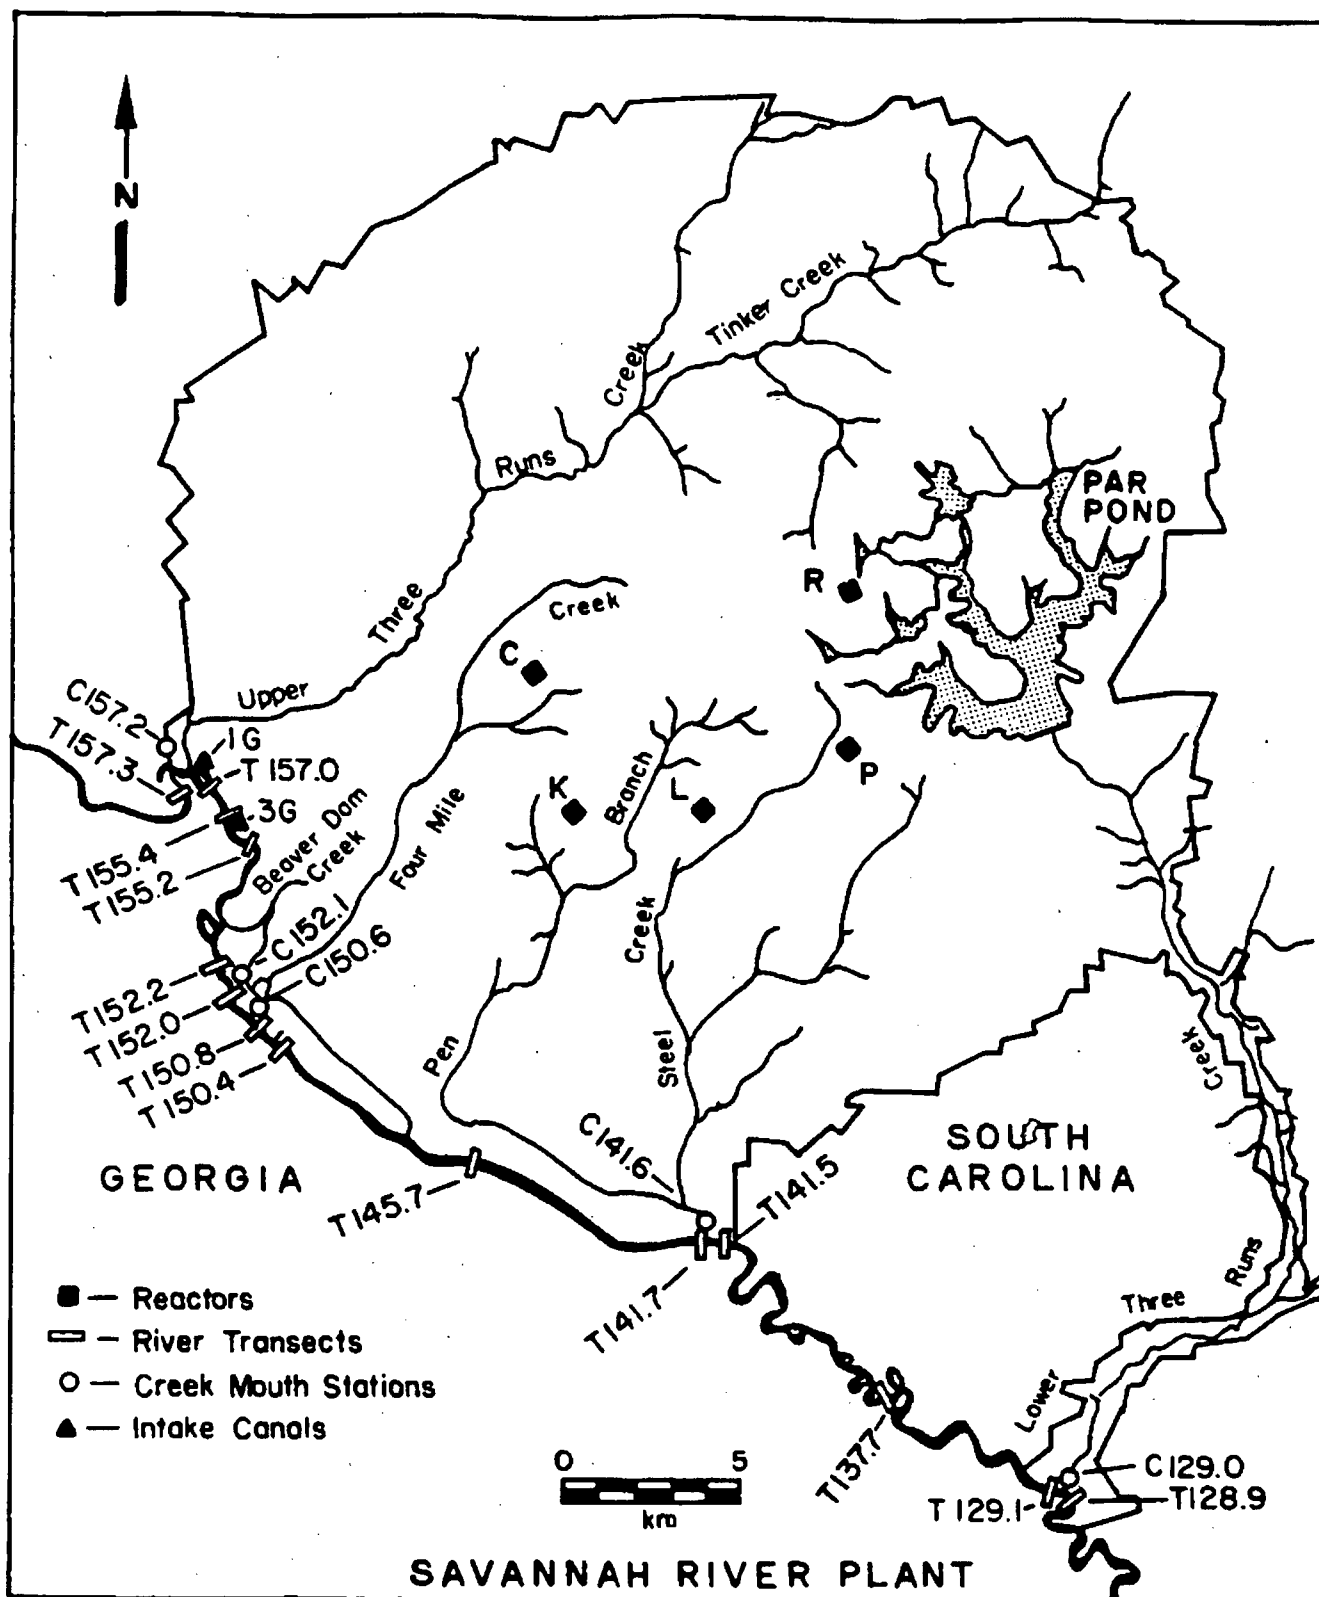 N
Tinker Creek
Creek
Runs
Three
Upper
PAR
POND
R
Creek
C
C157.2
T157.3
1G
T157.0
3G
T155.4
T155.2
Beaver Dam
Creek
Four Mile
K
Branch
L
P
C152.1
C150.6
T152.2
T152.0
T150.8
T150.4
Creek
Steel
Pen
Creek
C141.6
SOUTH
CAROLINA
T141.5
GEORGIA
T145.7
T141.7
Runs
Three
Lower
T137.7
C129.0
T129.1
T128.9
Reactors
River Transects
Creek Mouth Stations
Intake Canals
0 5
km
SAVANNAH RIVER PLANT